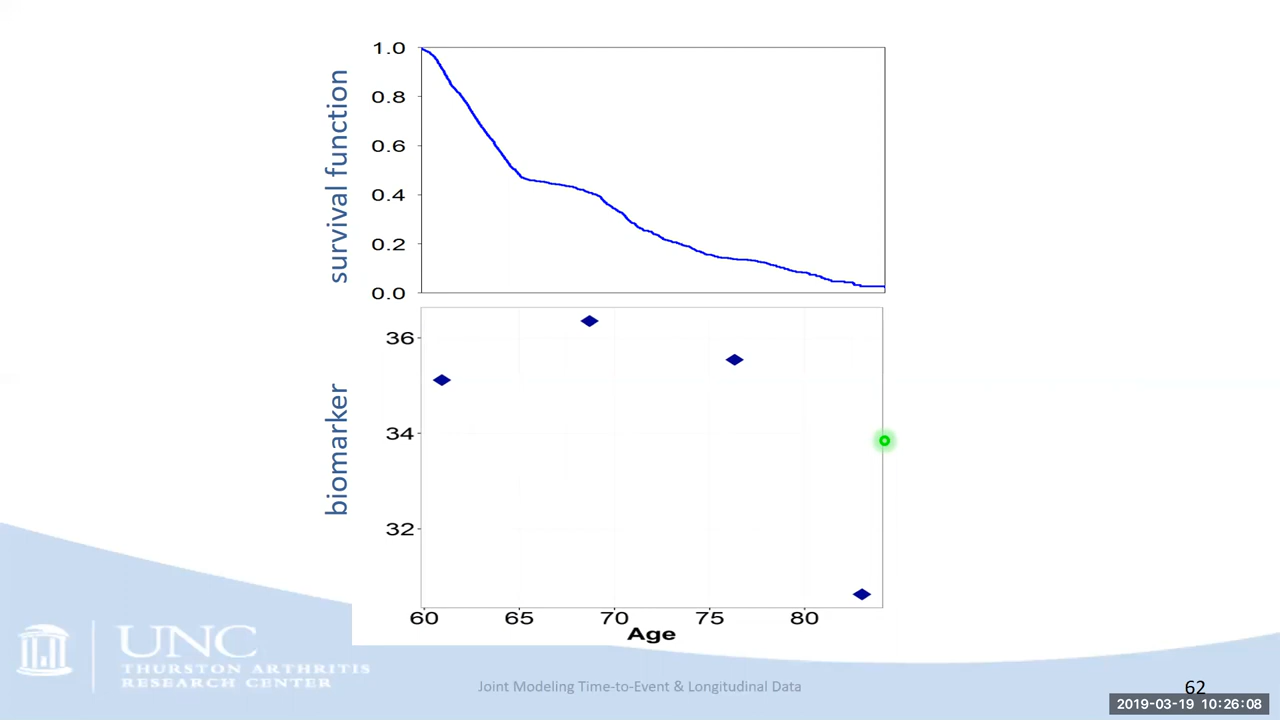 survival function
1.0
0.8
0.6
0.4
0.2
0.0
biomarker
36
34
32
60 65 70 75 80
Age
UNC
THURSTON ARTHRITIS
RESEARCH CENTER
Joint Modeling Time-to-Event & Longitudinal Data
62
2019-03-19 10:26:08